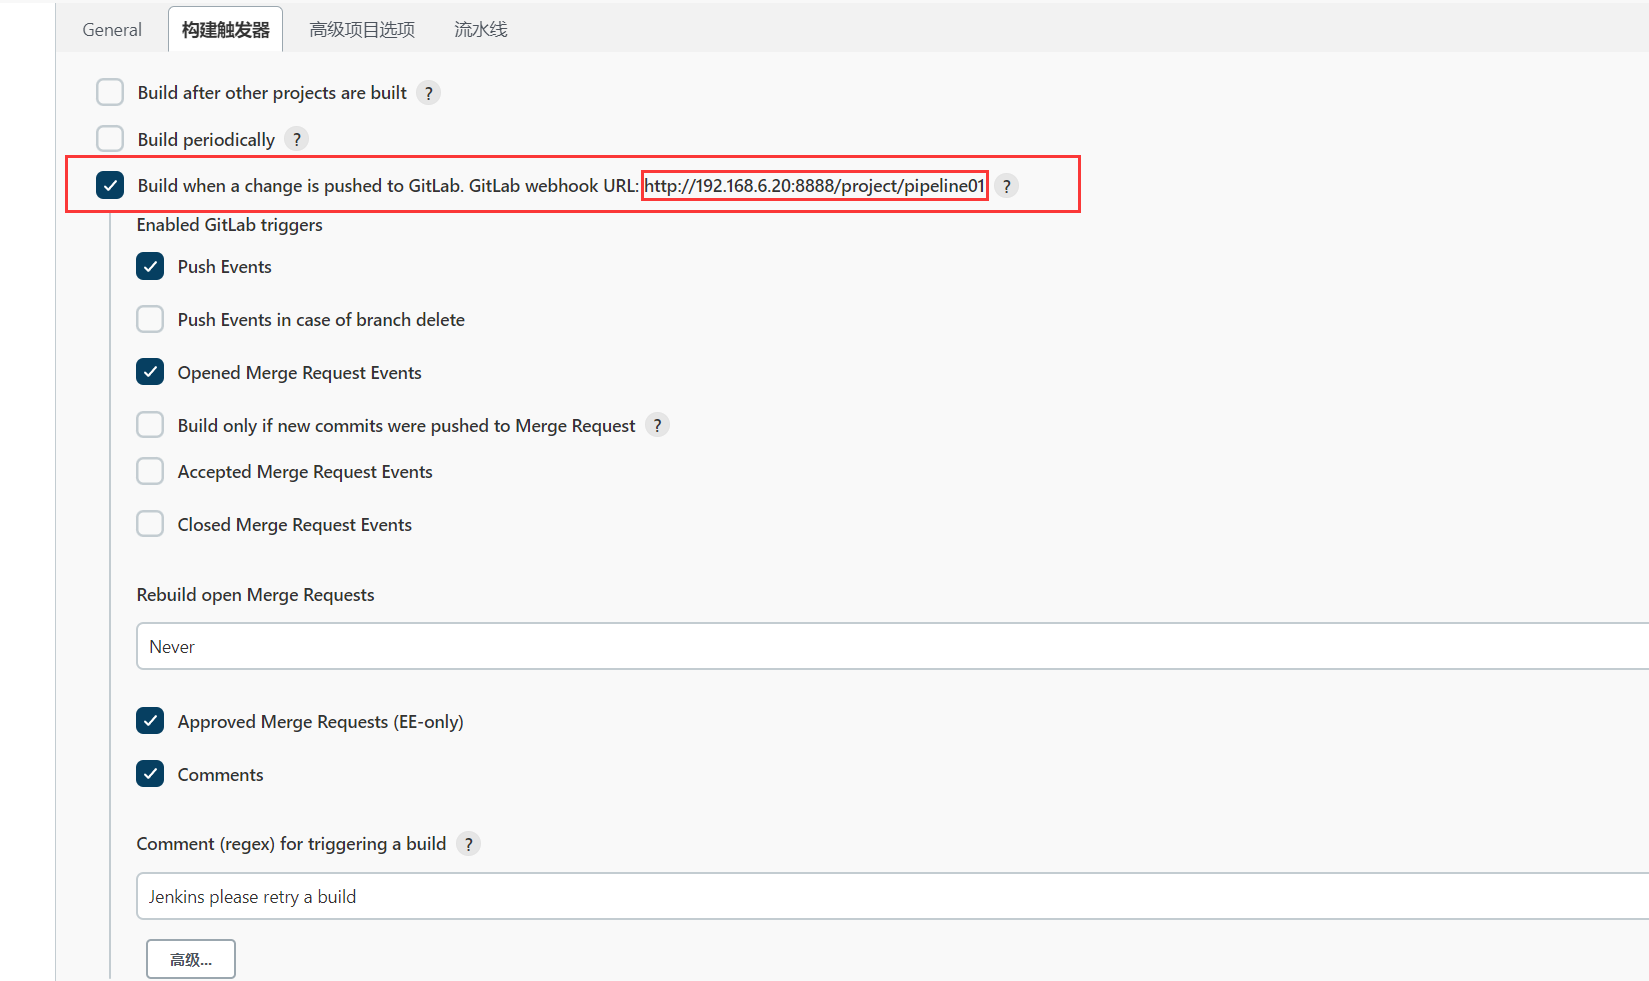 General 构建触发器 高级项目选项 流水线
Build after other projects are built ?
Build periodically ?
Build when a change is pushed to GitLab. GitLab webhook URL: http://192.168.6.20:8888/project/pipeline01 ?
Enabled GitLab triggers
Push Events
Push Events in case of branch delete
Opened Merge Request Events
Build only if new commits were pushed to Merge Request ?
Accepted Merge Request Events
Closed Merge Request Events
Rebuild open Merge Requests
Never
Approved Merge Requests (EE-only)
Comments
Comment (regex) for triggering a build ?
Jenkins please retry a build
高级...